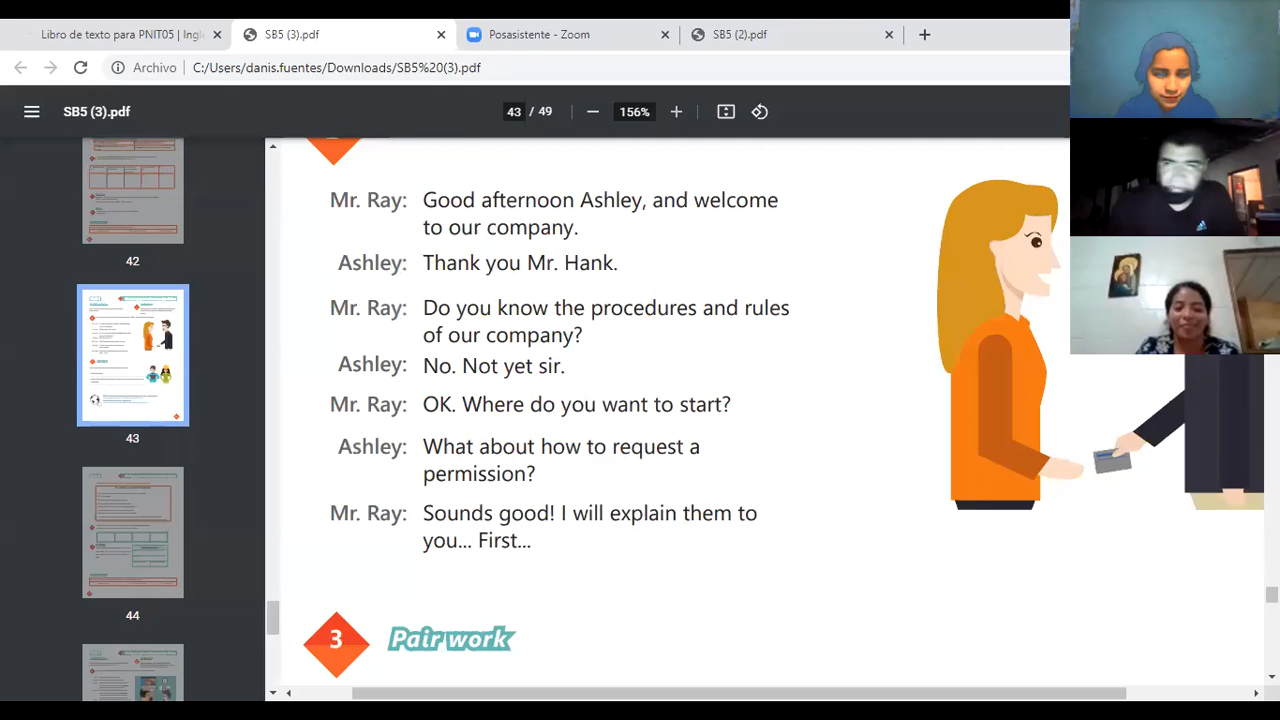 Libro de texto para PNIT05 | Ingl
SB5 (3).pdf
Posasistente - Zoom
SB5 (2).pdf
Archivo
C:/Users/danis.fuentes/Downloads/SB5%20(3).pdf
SB5 (3).pdf
43 / 49
156%
42
43
44
Mr. Ray: Good afternoon Ashley, and welcome
to our company.
Ashley: Thank you Mr. Hank.
Mr. Ray: Do you know the procedures and rules
of our company?
Ashley: No. Not yet sir.
Mr. Ray: OK. Where do you want to start?
Ashley: What about how to request a
permission?
Mr. Ray: Sounds good! I will explain them to
you... First...
3 Pair work